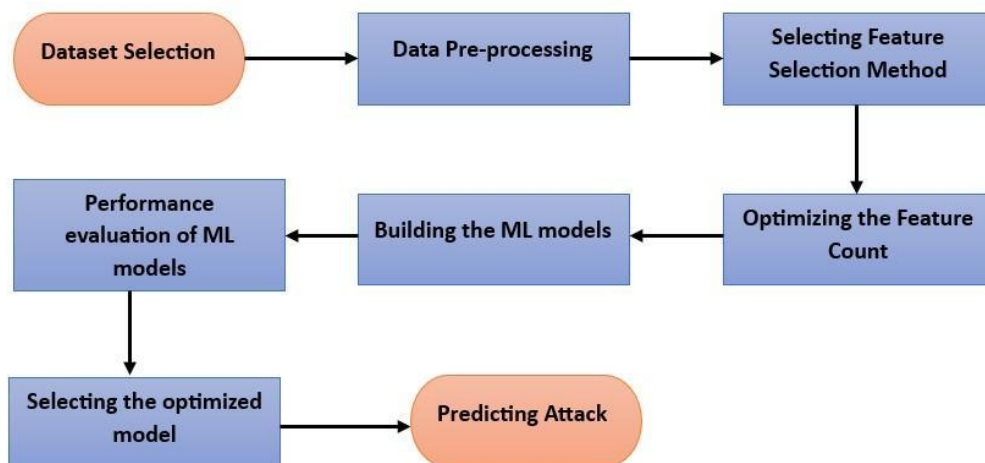 Dataset Selection
Data Pre-processing
Selecting Feature
Selection Method
Optimizing the Feature
Count
Building the ML models
Performance
evaluation of ML
models
Selecting the optimized
model
Predicting Attack